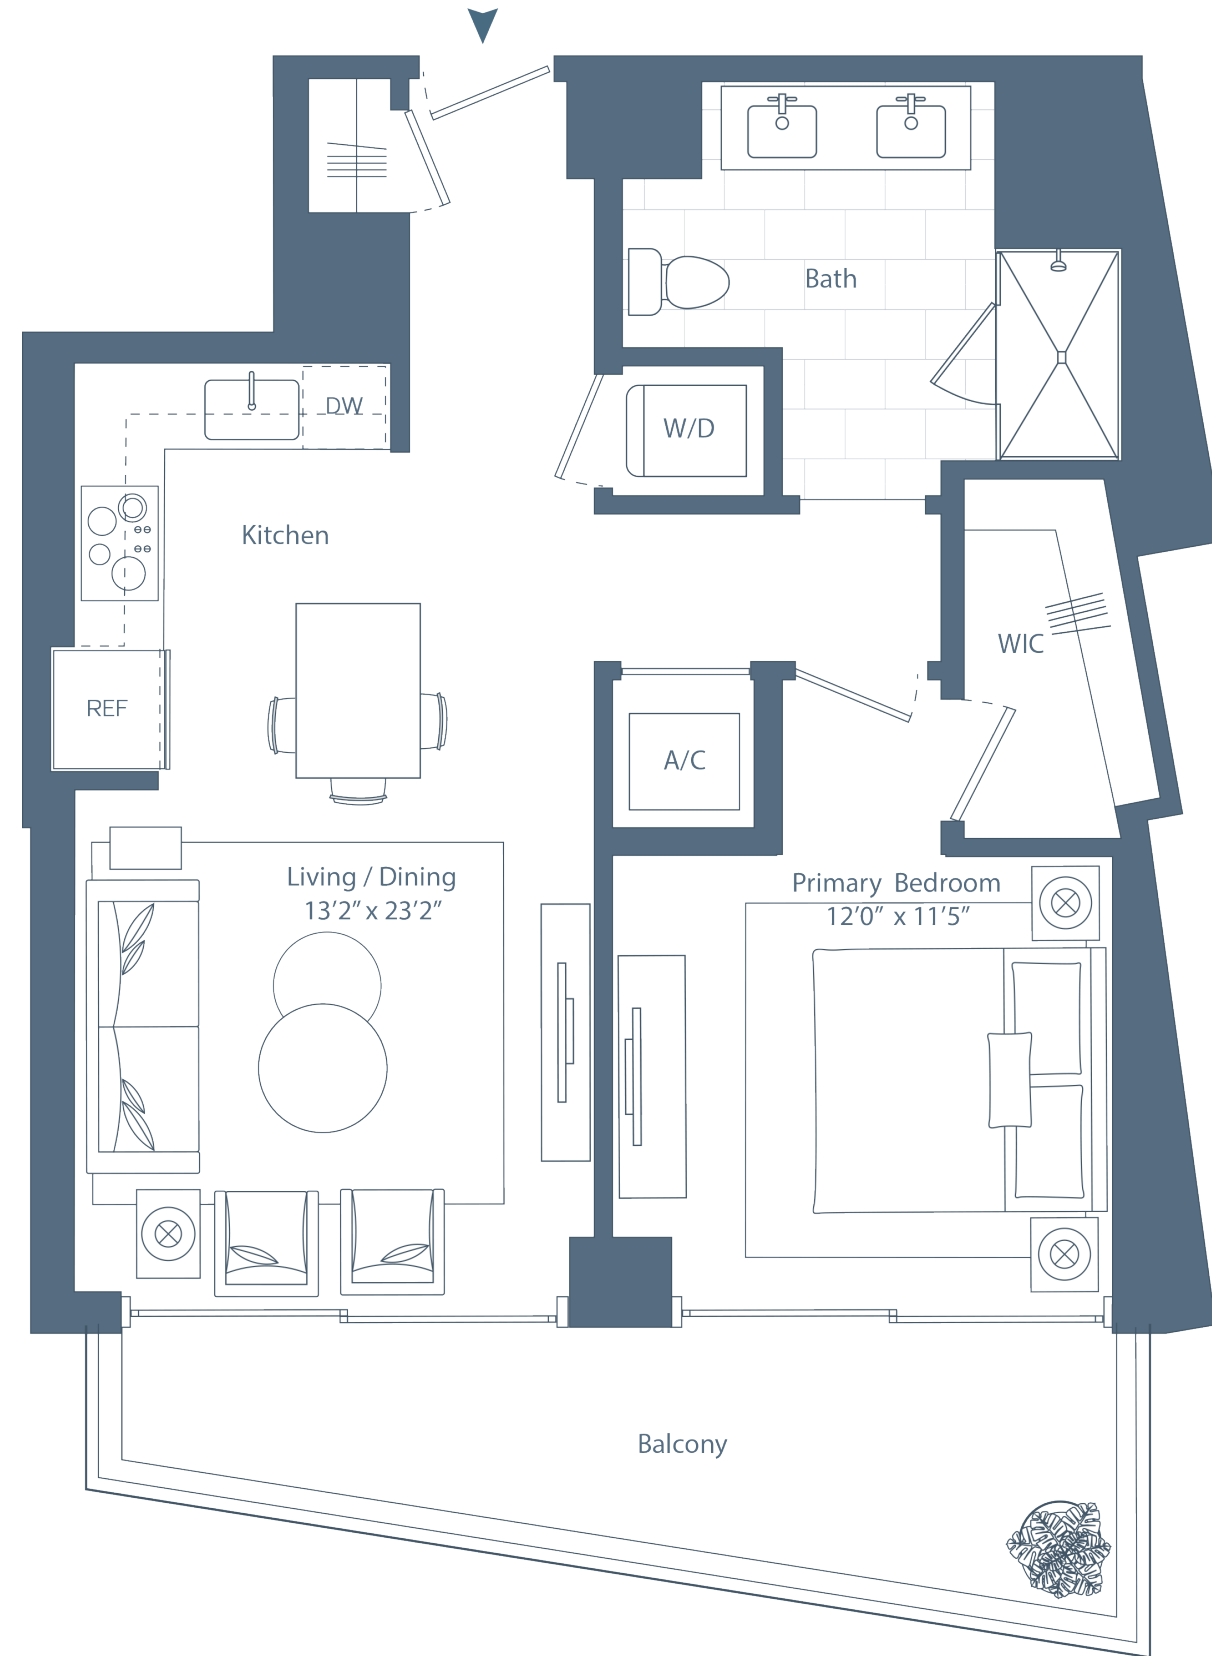 Bath
DW
W/D
Kitchen
WIC
REF
A/C
Living / Dining
13’2” x 23’2”
Primary Bedroom
12’0” x 11’5”
Balcony